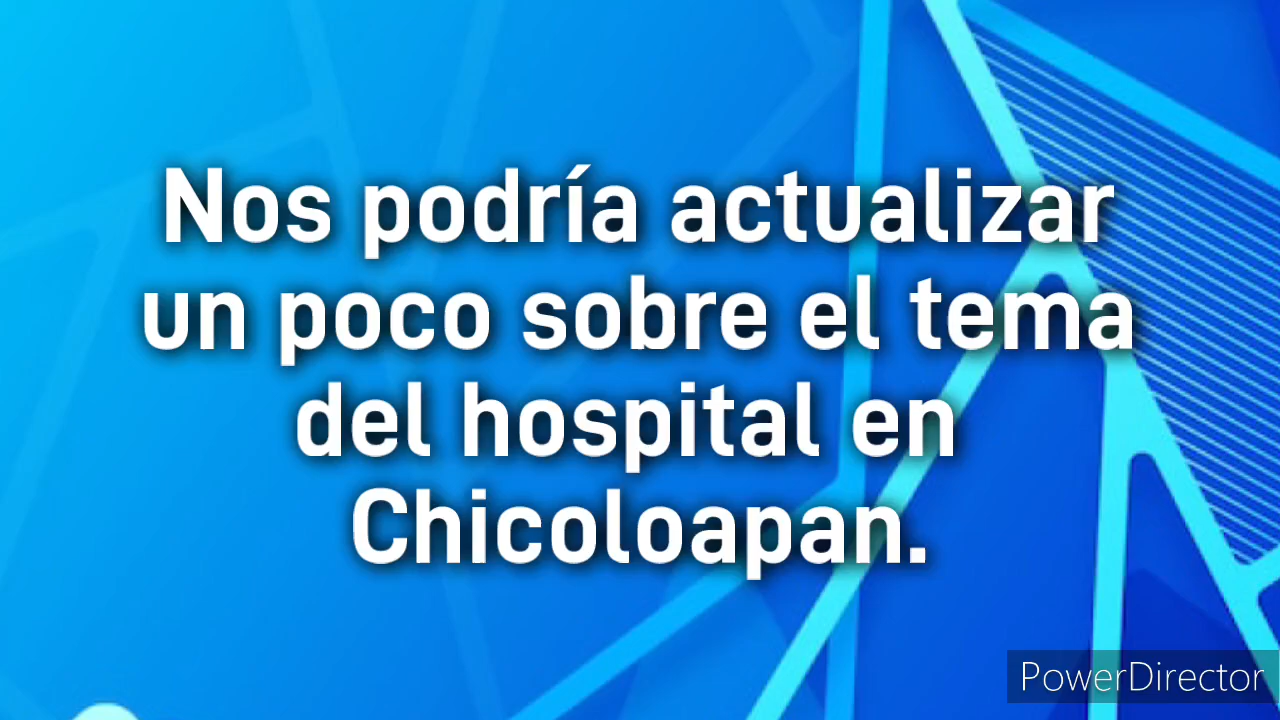 Nos podría actualizar
un poco sobre el tema
del hospital en
Chicoloapan.
PowerDirector